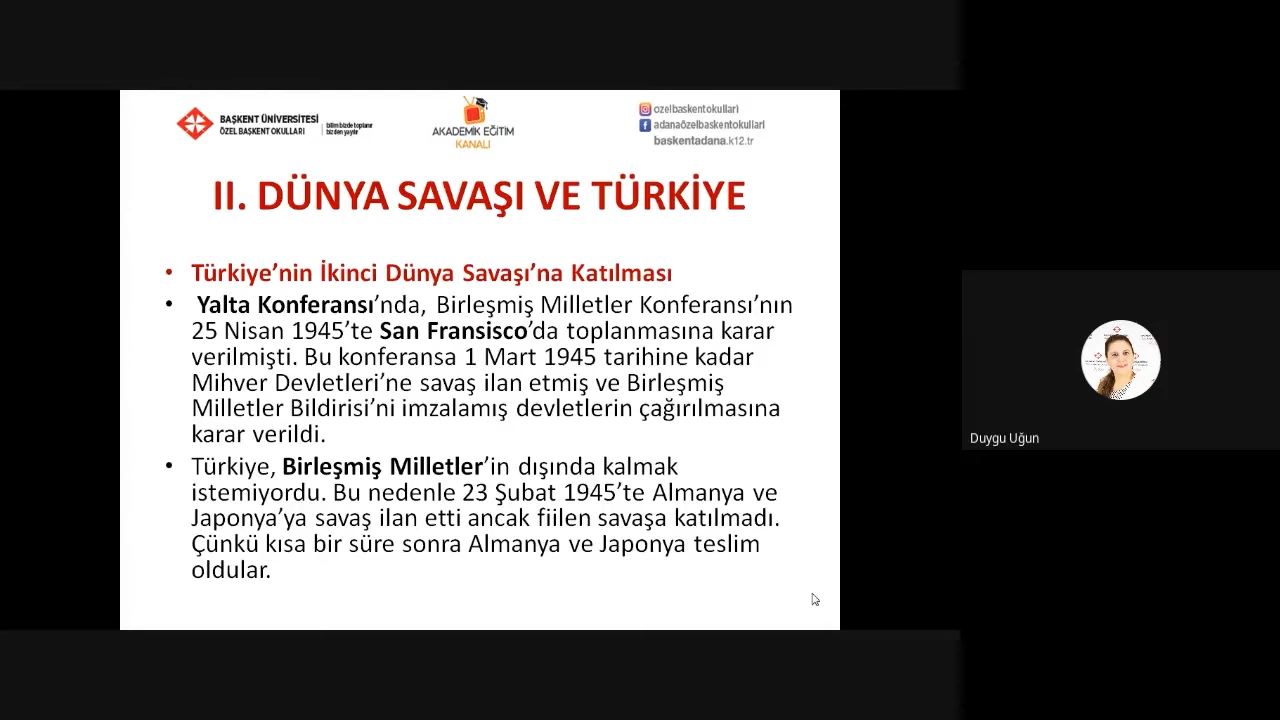 BAŞKENT ÜNİVERSİTESİ
ÖZEL BAŞKENT OKULLARI
bilim bizde toplanır
bizden yayılır
AKADEMİK EĞİTİM
KANALI
ozelbaskentokullari
adanaözelbaskentokullari
baskentadana.k12.tr
II. DÜNYA SAVAŞI VE TÜRKİYE
• Türkiye’nin İkinci Dünya Savaşı’na Katılması
• Yalta Konferansı’nda, Birleşmiş Milletler Konferansı’nın
25 Nisan 1945’te San Fransisco’da toplanmasına karar
verilmişti. Bu konferansa 1 Mart 1945 tarihine kadar
Mihver Devletleri’ne savaş ilan etmiş ve Birleşmiş
Milletler Bildirisi’ni imzalamış devletlerin çağırılmasına
karar verildi.
• Türkiye, Birleşmiş Milletler’in dışında kalmak
istemiyordu. Bu nedenle 23 Şubat 1945’te Almanya ve
Japonya’ya savaş ilan etti ancak fiilen savaşa katılmadı.
Çünkü kısa bir süre sonra Almanya ve Japonya teslim
oldular.
Duygu Uğun